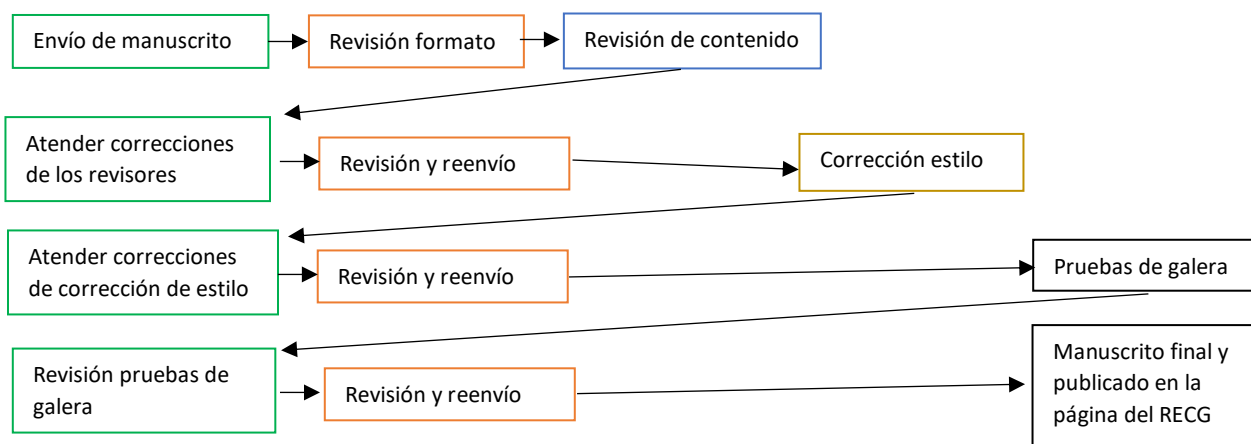 Envío de manuscrito
Revisión formato
Revisión de contenido
Atender correcciones
de los revisores
Revisión y reenvío
Corrección estilo
Atender correcciones
de corrección de estilo
Revisión y reenvío
Pruebas de galera
Revisión pruebas de
galera
Revisión y reenvío
Manuscrito final y
publicado en la
página del RECG